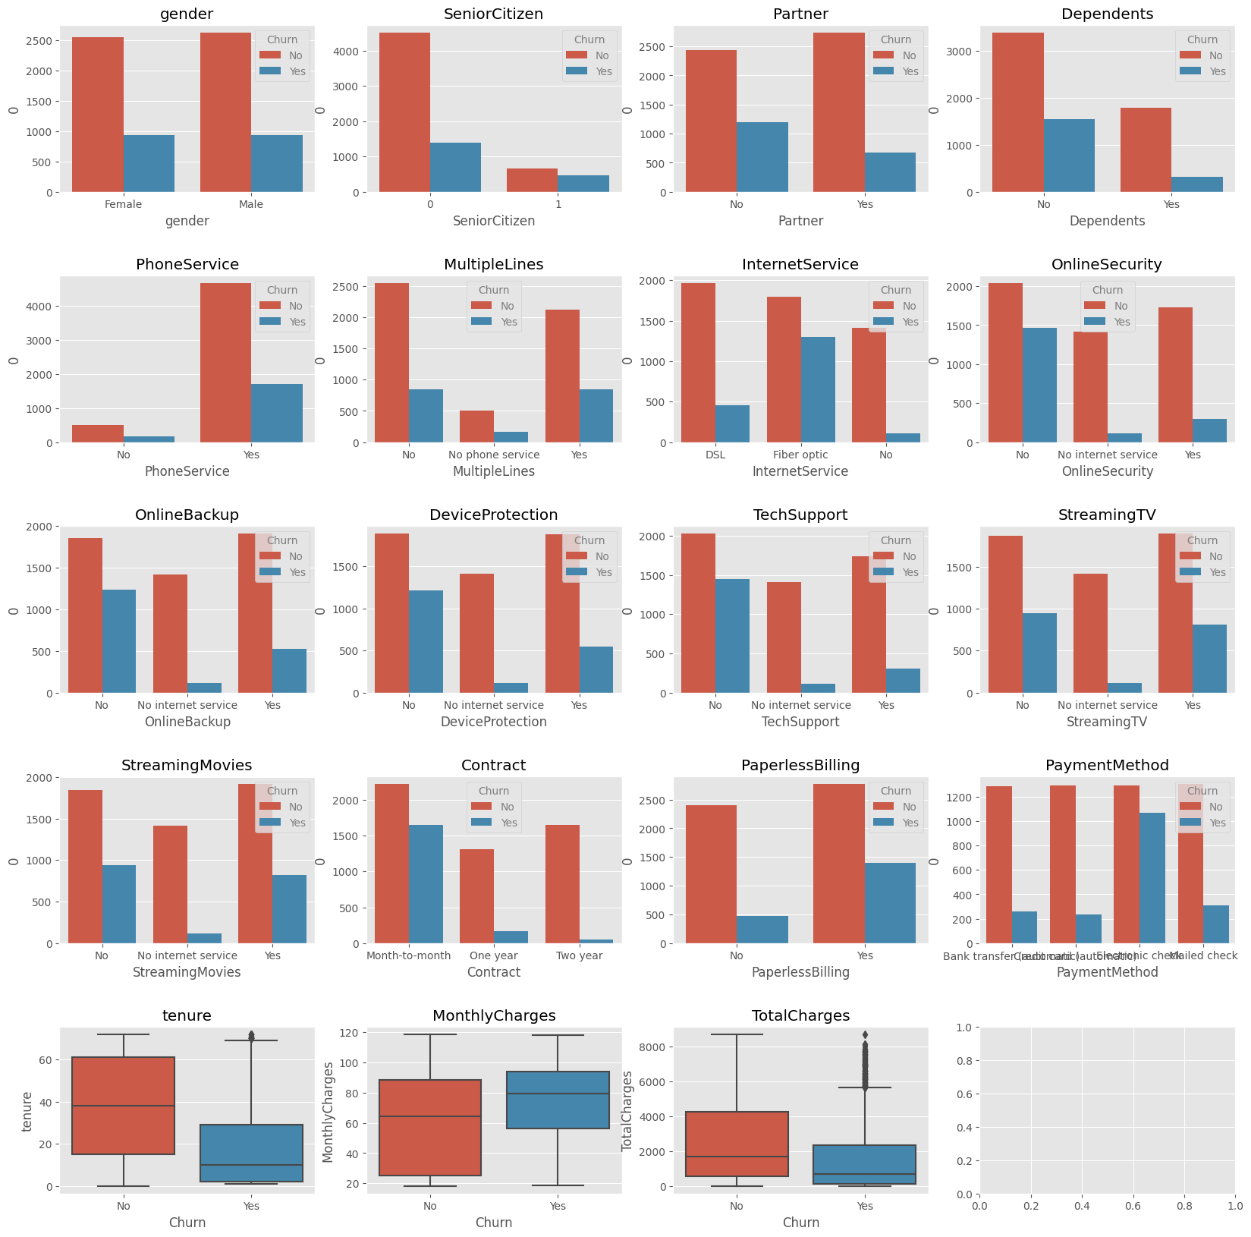 gender
SeniorCitizen
Partner
Dependents
2500
2000
1500
1000
500
0
0
Churn
No
Yes
Female
Male
gender
4000
3000
2000
1000
0
0
Churn
No
Yes
0
1
SeniorCitizen
2500
2000
1500
1000
500
0
0
Churn
No
Yes
No
Yes
Partner
3000
2000
1000
0
0
Churn
No
Yes
No
Yes
Dependents
PhoneService
MultipleLines
InternetService
OnlineSecurity
4000
3000
2000
1000
0
0
Churn
No
Yes
No
Yes
PhoneService
2500
2000
1500
1000
500
0
0
Churn
No
Yes
No
No phone service
Yes
MultipleLines
2000
1500
1000
500
0
0
Churn
No
Yes
DSL
Fiber optic
No
InternetService
2000
1500
1000
500
0
0
Churn
No
Yes
No
No internet service
Yes
OnlineSecurity
OnlineBackup
DeviceProtection
TechSupport
StreamingTV
2000
1500
1000
500
0
0
Churn
No
Yes
No
No internet service
Yes
OnlineBackup
1500
1000
500
0
0
Churn
No
Yes
No
No internet service
Yes
DeviceProtection
2000
1500
1000
500
0
0
Churn
No
Yes
No
No internet service
Yes
TechSupport
1500
1000
500
0
0
Churn
No
Yes
No
No internet service
Yes
StreamingTV
StreamingMovies
Contract
PaperlessBilling
PaymentMethod
2000
1500
1000
500
0
0
Churn
No
Yes
No
No internet service
Yes
StreamingMovies
2000
1500
1000
500
0
0
Churn
No
Yes
Month-to-month
One year
Two year
Contract
2500
2000
1500
1000
500
0
0
Churn
No
Yes
No
Yes
PaperlessBilling
1200
1000
800
600
400
200
0
0
Churn
No
Yes
Bank transfer (automatic)
Credit card (automatic)
Electronic check
Mailed check
PaymentMethod
tenure
MonthlyCharges
TotalCharges
60
40
20
0
tenure
No
Yes
Churn
120
100
80
60
40
20
MonthlyCharges
No
Yes
Churn
8000
6000
4000
2000
0
TotalCharges
No
Yes
Churn
1.0
0.8
0.6
0.4
0.2
0.0
0.0
0.2
0.4
0.6
0.8
1.0